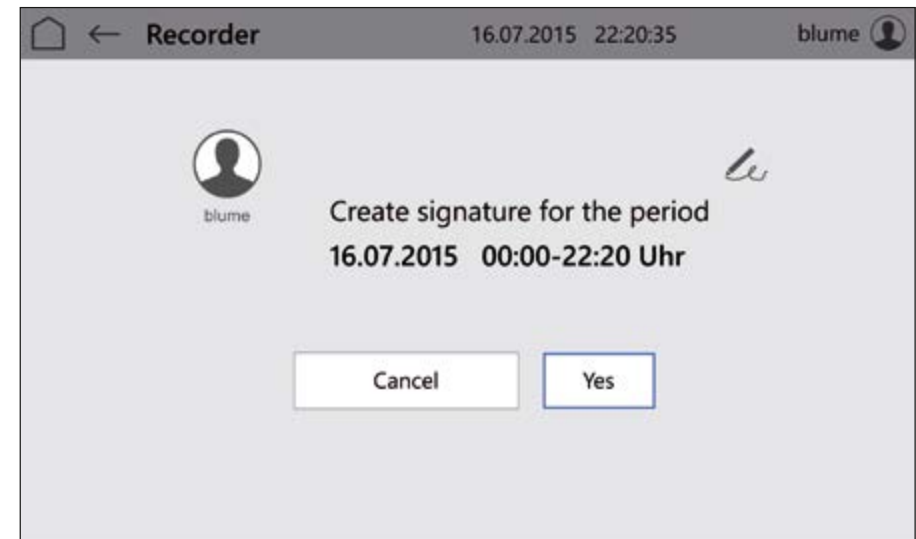 Recorder 16.07.2015 22:20:35 blume
blume
Create signature for the period
16.07.2015 00:00-22:20 Uhr
Cancel Yes